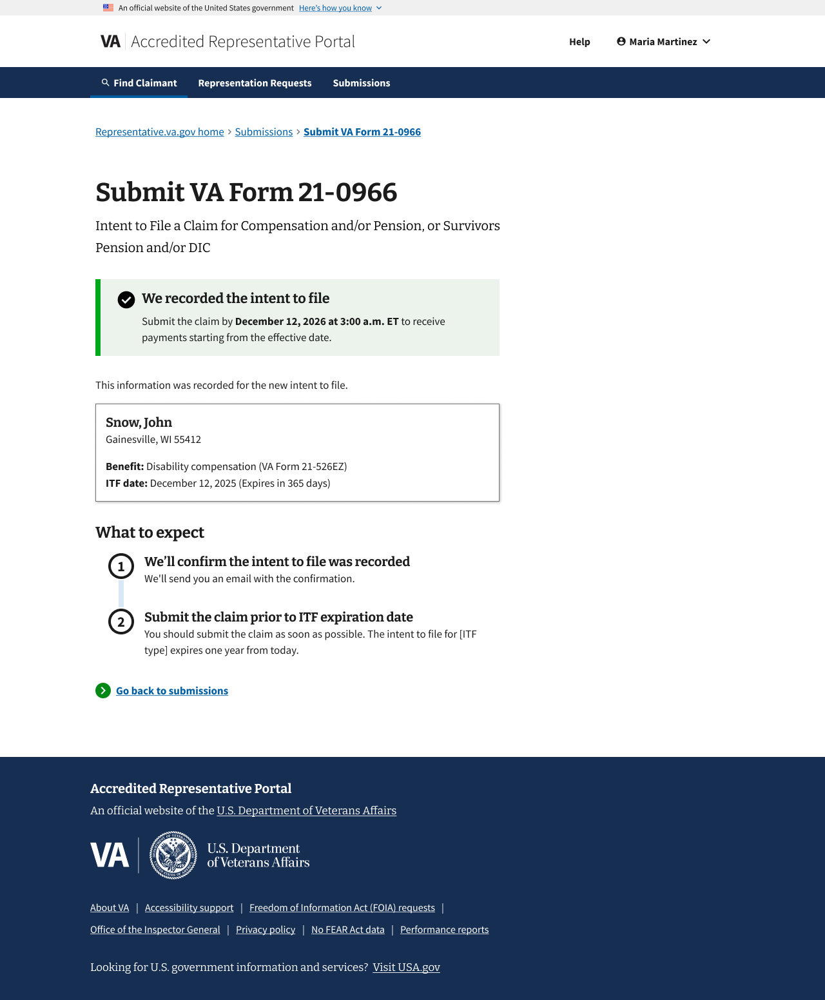 An official website of the United States government Here’s how you know
VA Accredited Representative Portal
Help
Maria Martinez
Find Claimant
Representation Requests
Submissions
Representative.va.gov home > Submissions > Submit VA Form 21-0966
Submit VA Form 21-0966
Intent to File a Claim for Compensation and/or Pension, or Survivors
Pension and/or DIC
We recorded the intent to file
Submit the claim by December 12, 2026 at 3:00 a.m. ET to receive
payments starting from the effective date.
This information was recorded for the new intent to file.
Snow, John
Gainesville, WI 55412
Benefit: Disability compensation (VA Form 21-526EZ)
ITF date: December 12, 2025 (Expires in 365 days)
What to expect
1
We’ll confirm the intent to file was recorded
We'll send you an email with the confirmation.
2
Submit the claim prior to ITF expiration date
You should submit the claim as soon as possible. The intent to file for [ITF
type] expires one year from today.
Go back to submissions
Accredited Representative Portal
An official website of the U.S. Department of Veterans Affairs
VA
U.S. Department
of Veterans Affairs
About VA | Accessibility support | Freedom of Information Act (FOIA) requests |
Office of the Inspector General | Privacy policy | No FEAR Act data | Performance reports
Looking for U.S. government information and services? Visit USA.gov